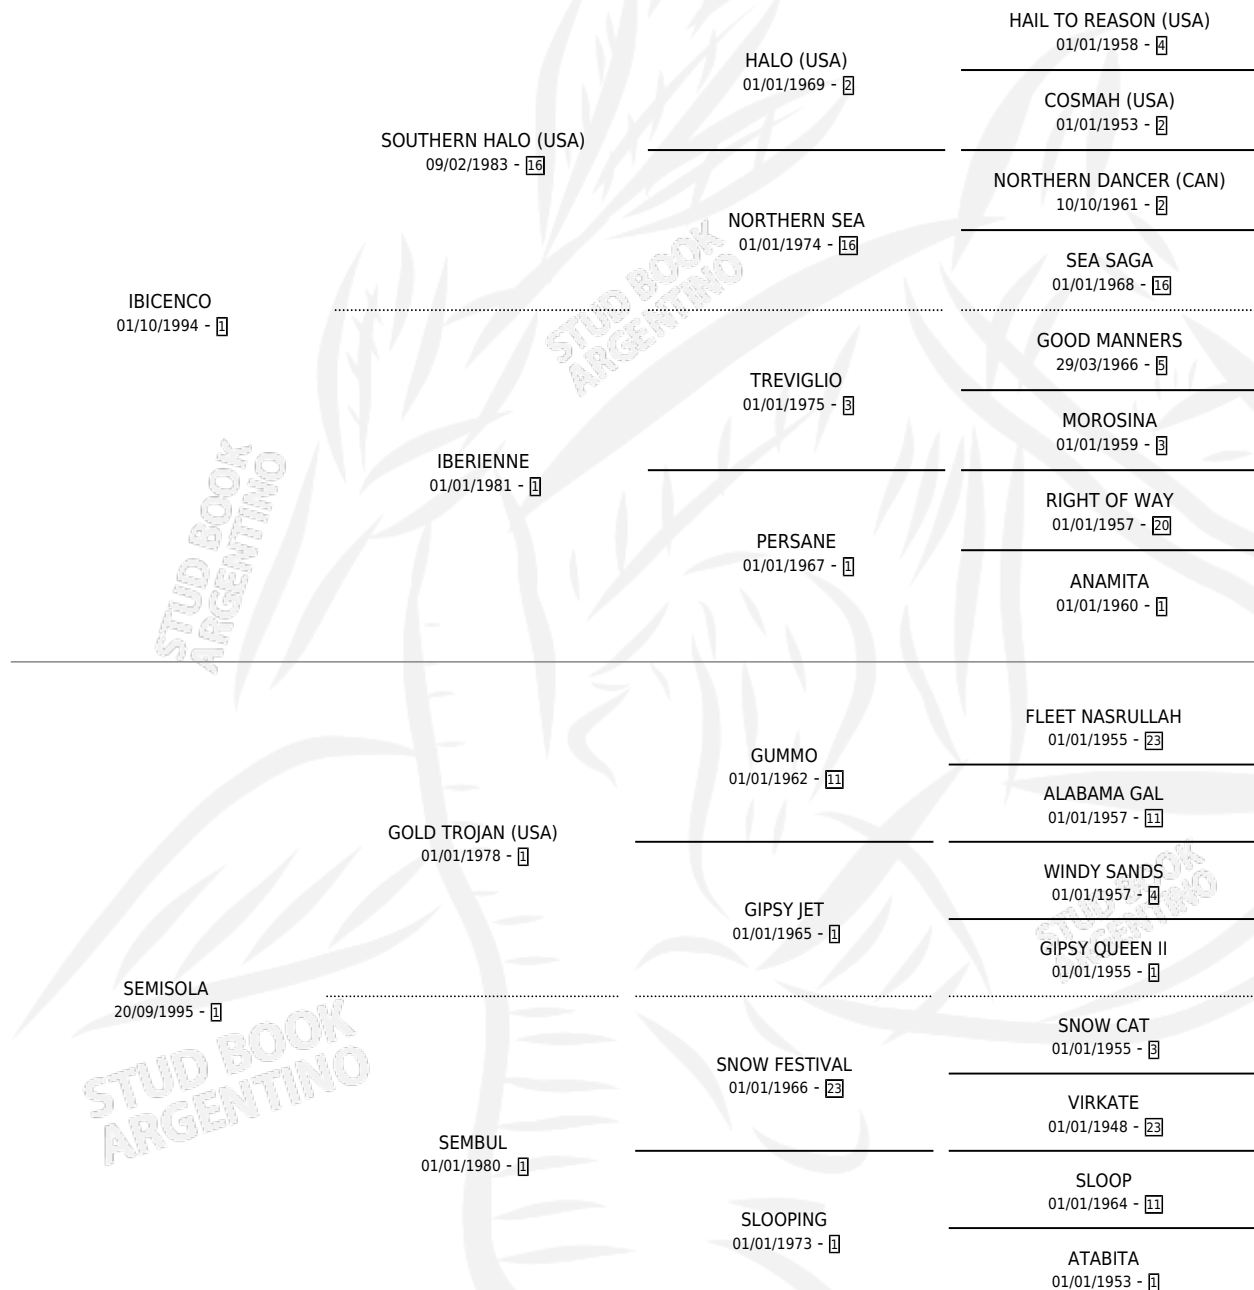 HAIL TO REASON (USA)
01/01/1958 - 4
HALO (USA)
01/01/1969 - 2
COSMAH (USA)
01/01/1953 - 2
SOUTHERN HALO (USA)
09/02/1983 - 16
NORTHERN DANCER (CAN)
10/10/1961 - 2
NORTHERN SEA
01/01/1974 - 16
SEA SAGA
01/01/1968 - 16
IBICENCO
01/10/1994 - 1
STUD BOOK
ARGENTINO
GOOD MANNERS
29/03/1966 - 5
TREVIGLIO
01/01/1975 - 3
MOROSINA
01/01/1959 - 3
IBERIENNE
01/01/1981 - 1
RIGHT OF WAY
01/01/1957 - 20
PERSANE
01/01/1967 - 1
ANAMITA
01/01/1960 - 1
STUD BOOK
ARGENTINO
FLEET NASRULLAH
01/01/1955 - 23
GUMMO
01/01/1962 - 11
ALABAMA GAL
01/01/1957 - 11
GOLD TROJAN (USA)
01/01/1978 - 1
WINDY SANDS
01/01/1957 - 4
GIPSY JET
01/01/1965 - 1
STUD BOOK
ARGENTINO
GIPSY QUEEN II
01/01/1955 - 1
SEMISOLA
20/09/1995 - 1
SNOW CAT
01/01/1955 - 3
SNOW FESTIVAL
01/01/1966 - 23
STUD BOOK
ARGENTINO
VIRKATE
01/01/1948 - 23
SEMBUL
01/01/1980 - 1
SLOOP
01/01/1964 - 11
SLOOPING
01/01/1973 - 1
ATABITA
01/01/1953 - 1